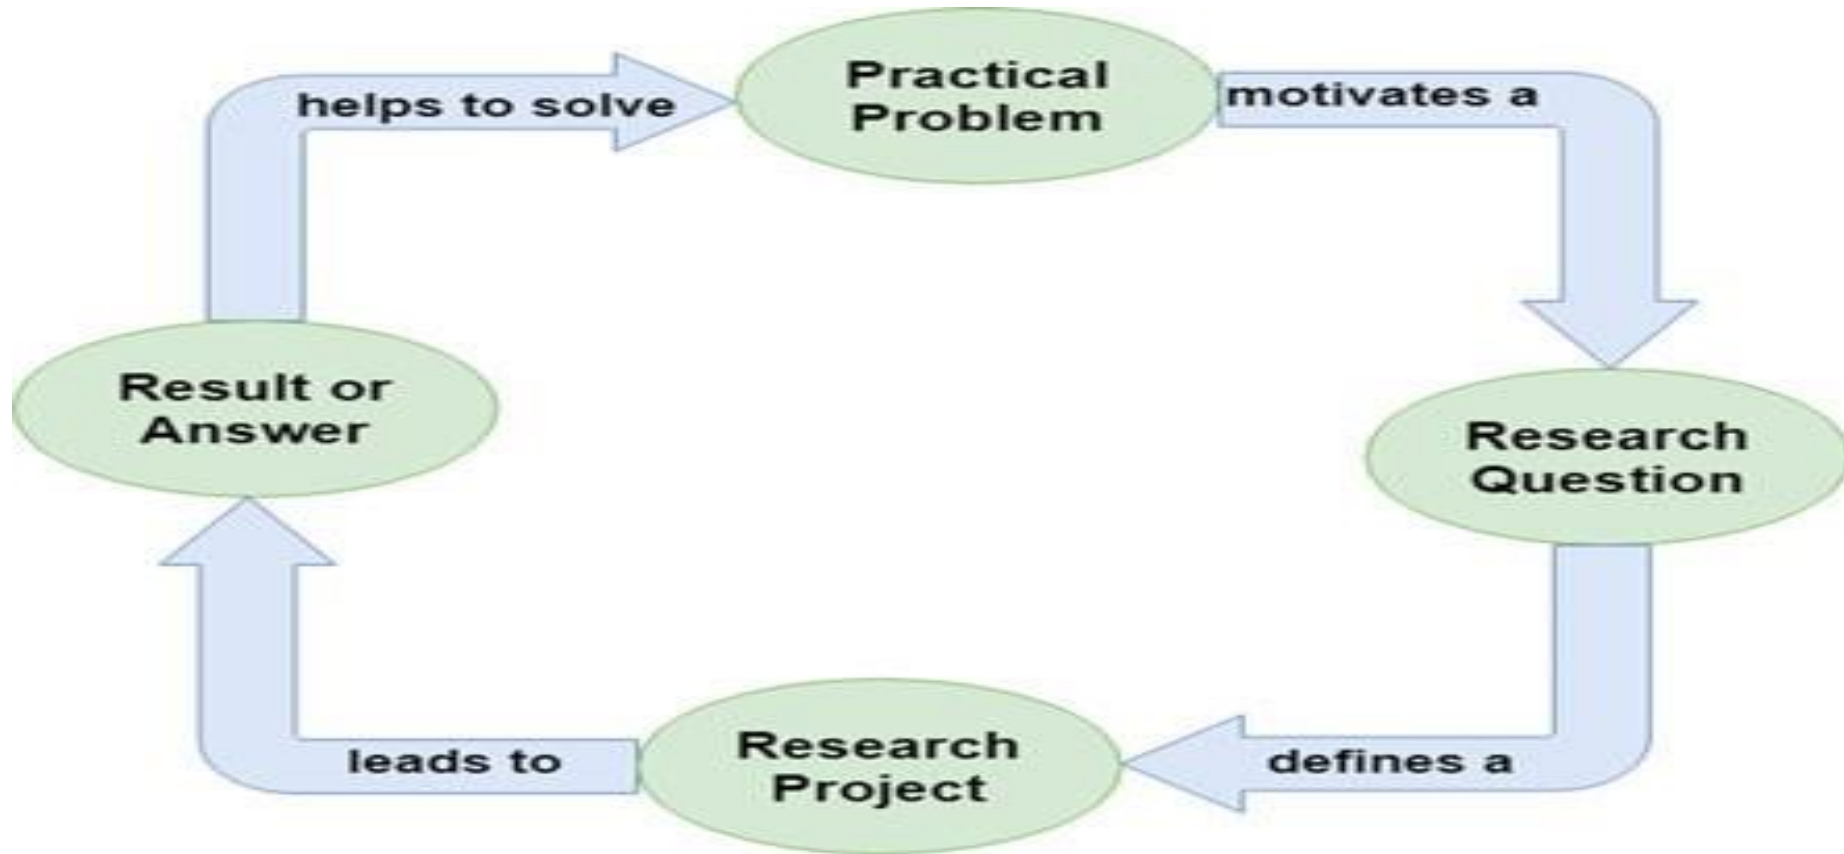 Practical
Problem
motivates a
Research
Question
defines a
Research
Project
leads to
Result or
Answer
helps to solve